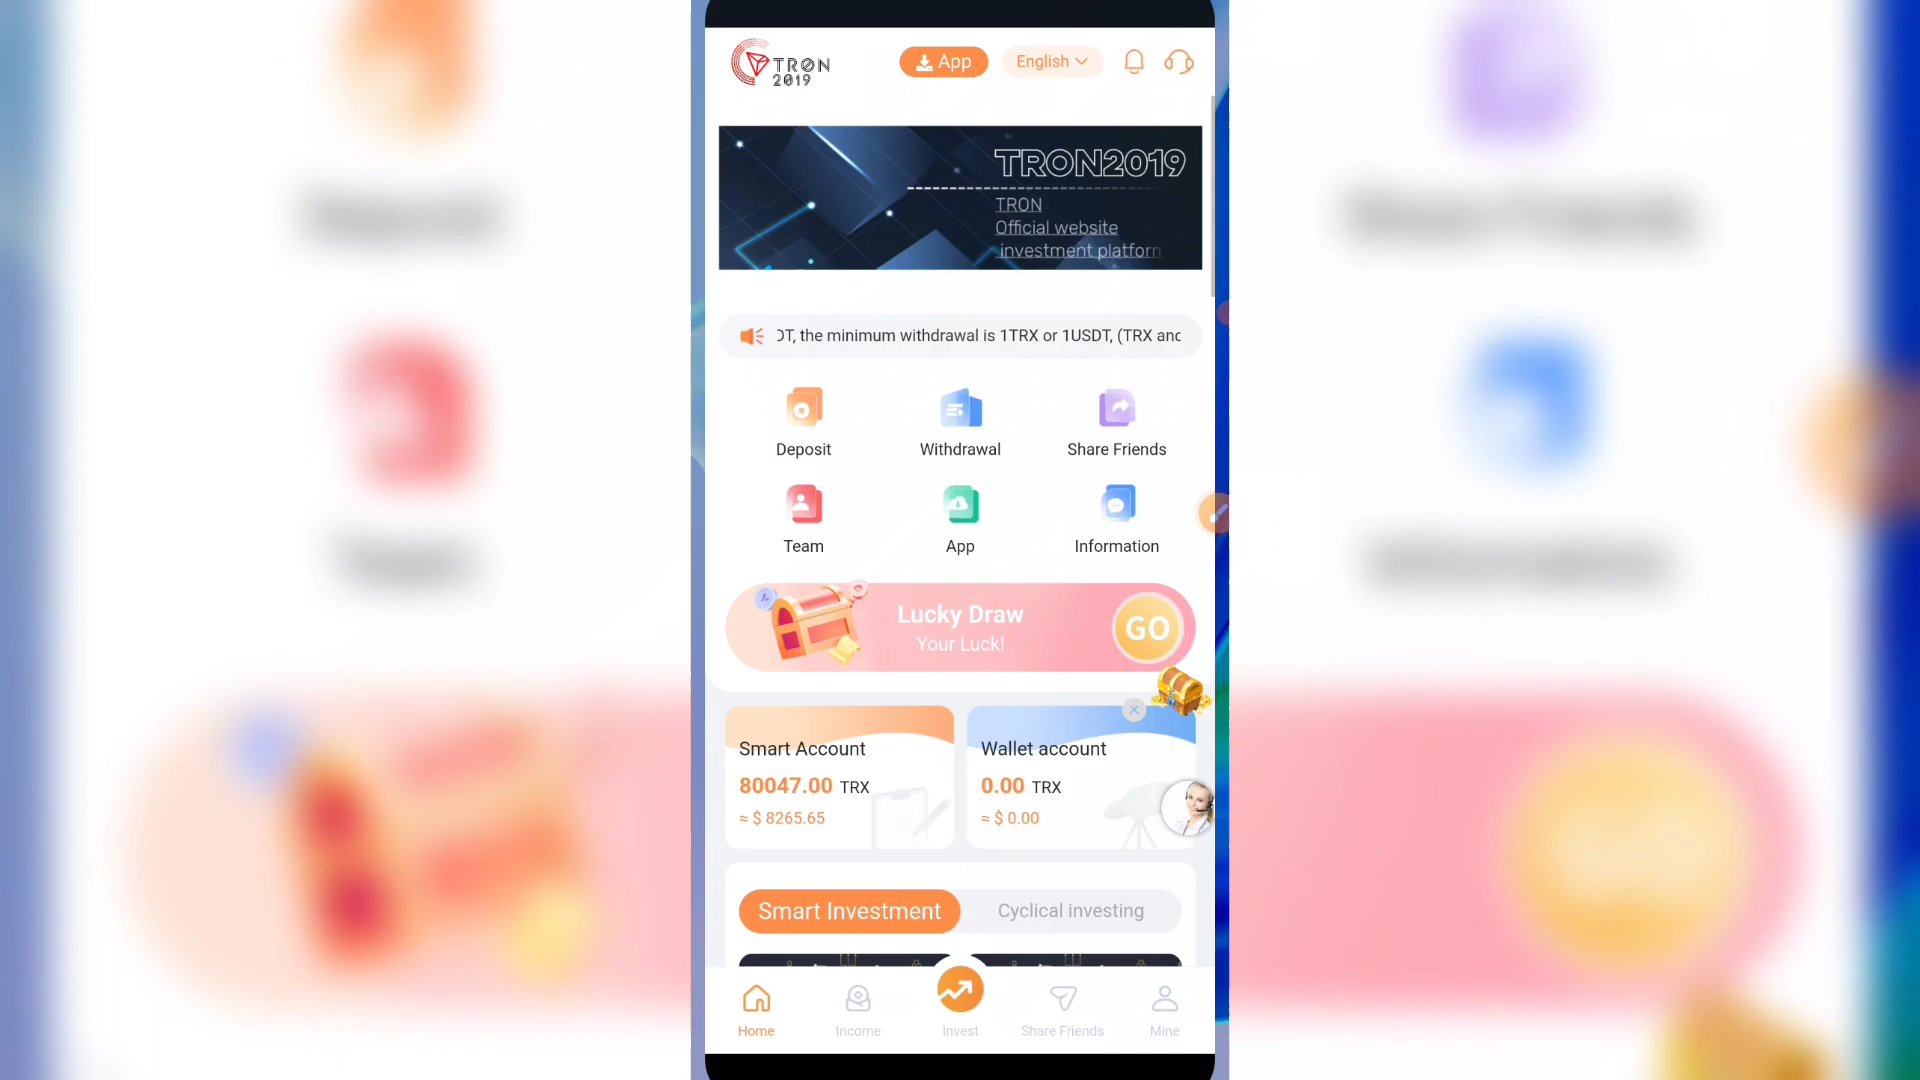 TRON
2019
App
English
TRON2019
TRON
Official website
investment platform
DT, the minimum withdrawal is 1TRX or 1USDT, (TRX and
Deposit
Withdrawal
Share Friends
Team
App
Information
Lucky Draw
Your Luck!
GO
Smart Account
Wallet account
80047.00 TRX
0.00 TRX
≈ $ 8265.65
≈ $ 0.00
Smart Investment
Cyclical investing
Home
Income
Invest
Share Friends
Mine